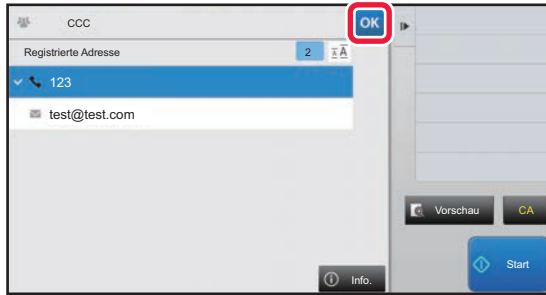 CCC
OK
Registrierte Adresse
2
A A
123
test@test.com
Vorschau
CA
Start
i Info.